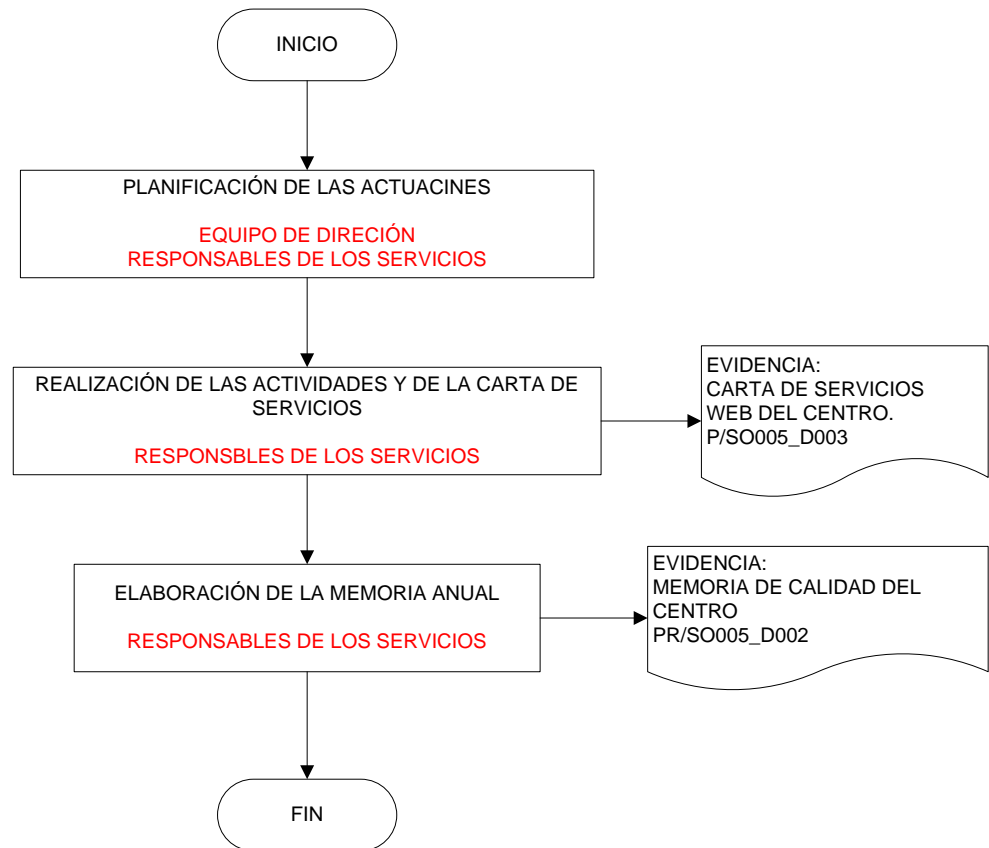 INICIO
PLANIFICACIÓN DE LAS ACTUACINES
EQUIPO DE DIRECIÓN
RESPONSABLES DE LOS SERVICIOS
REALIZACIÓN DE LAS ACTIVIDADES Y DE LA CARTA DE
SERVICIOS
RESPONSBLES DE LOS SERVICIOS
EVIDENCIA:
CARTA DE SERVICIOS
WEB DEL CENTRO.
P/SO005_D003
ELABORACIÓN DE LA MEMORIA ANUAL
RESPONSABLES DE LOS SERVICIOS
EVIDENCIA:
MEMORIA DE CALIDAD DEL
CENTRO
PR/SO005_D002
FIN